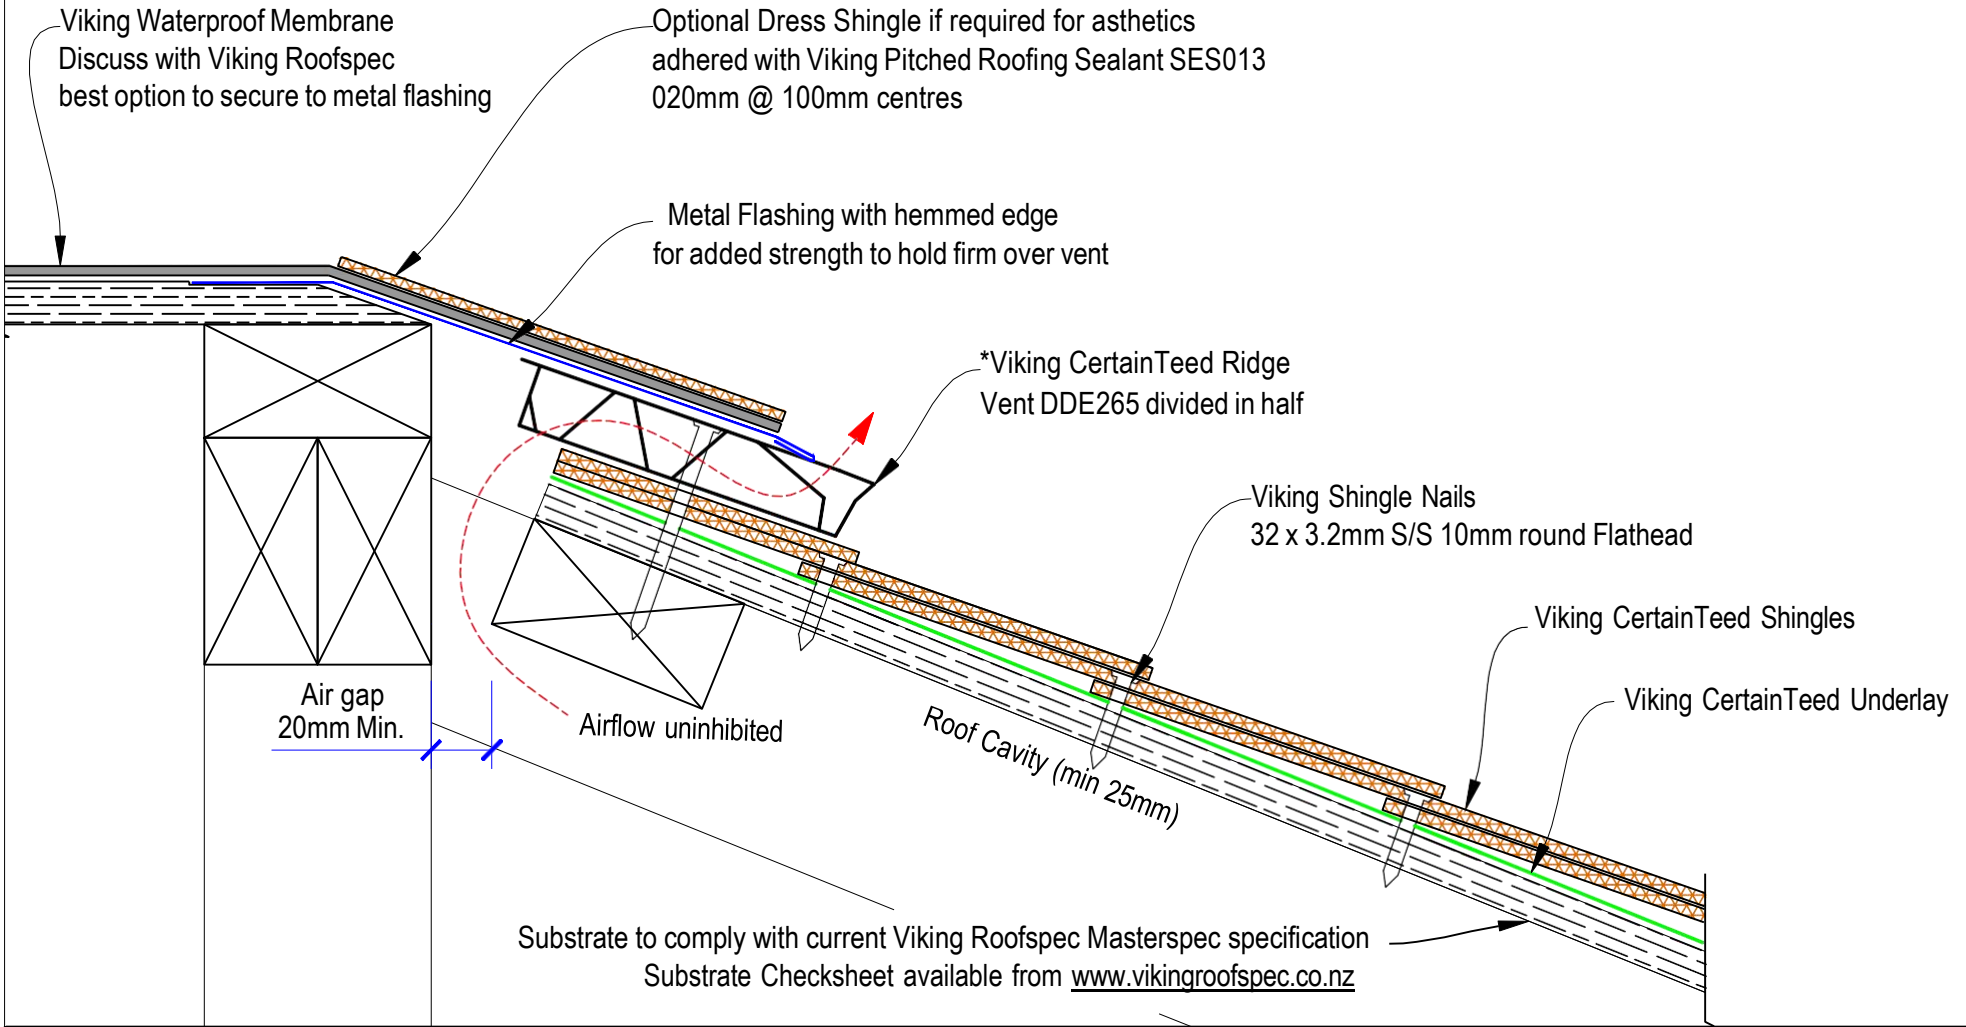 Viking Waterproof Membrane
Discuss with Viking Roofspec
best option to secure to metal flashing
Optional Dress Shingle if required for asthetics
adhered with Viking Pitched Roofing Sealant SES013
020mm @ 100mm centres
Metal Flashing with hemmed edge
for added strength to hold firm over vent
*Viking CertainTeed Ridge
Vent DDE265 divided in half
Viking Shingle Nails
32 x 3.2mm S/S 10mm round Flathead
Viking CertainTeed Shingles
Viking CertainTeed Underlay
Air gap
20mm Min.
Airflow uninhibited
Roof Cavity (min 25mm)
Substrate to comply with current Viking Roofspec Masterspec specification
Substrate Checksheet available from www.vikingroofspec.co.nz